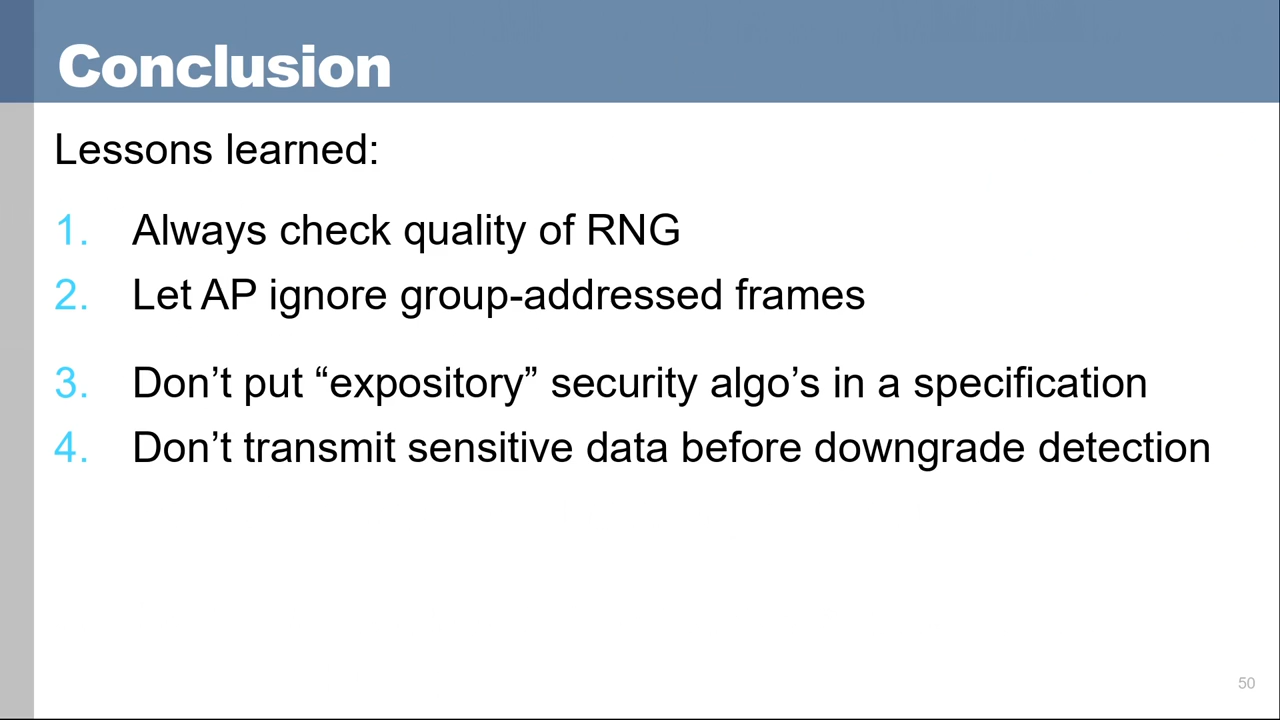 Conclusion
Lessons learned:
1. Always check quality of RNG
2. Let AP ignore group-addressed frames
3. Don’t put “expository” security algo’s in a specification
4. Don’t transmit sensitive data before downgrade detection
50